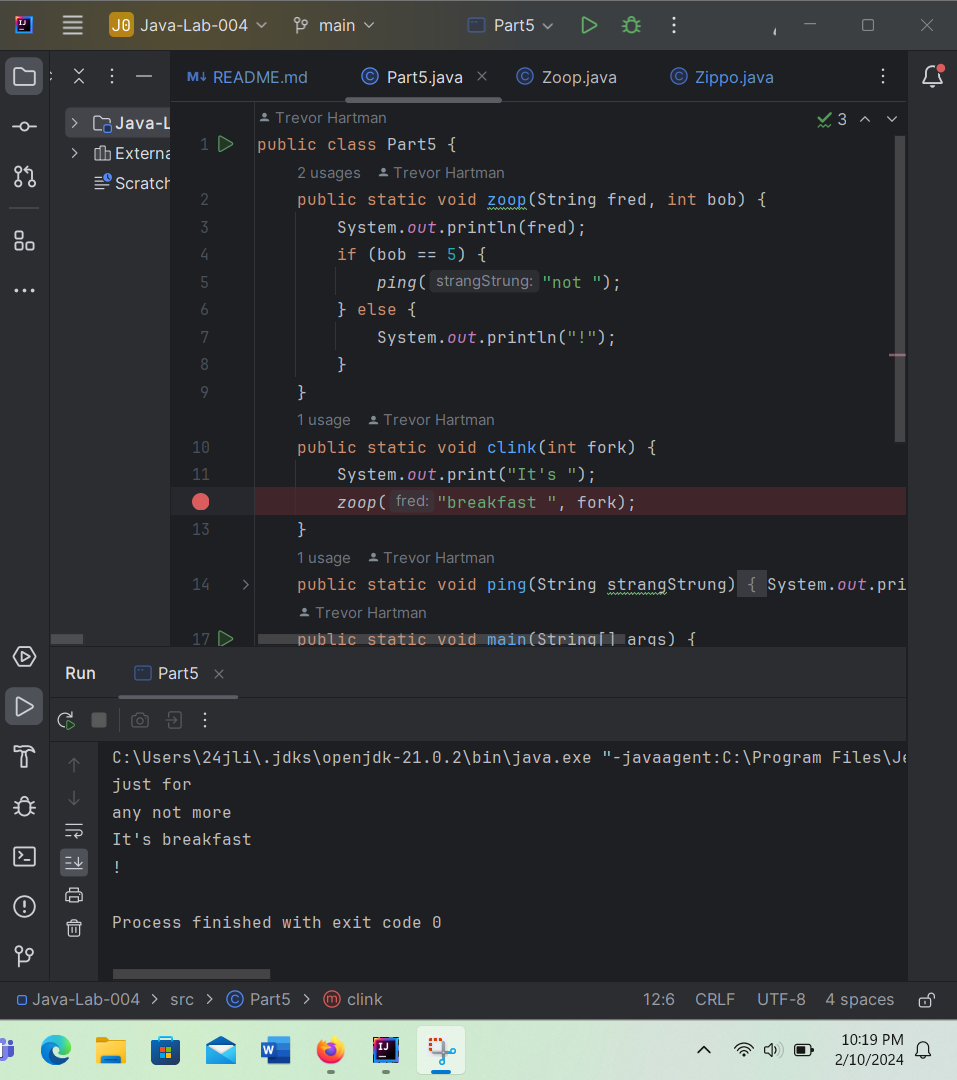 J0 Java-Lab-004 main Part5
M↓ README.md Part5.java Zoop.java Zippo.java
Java-L
Externa
Scratch
Trevor Hartman
3
1 public class Part5 {
2 usages Trevor Hartman
2 public static void zoop(String fred, int bob) {
3 System.out.println(fred);
4 if (bob == 5) {
5 ping( strangStrung: "not ");
6 } else {
7 System.out.println("!");
8 }
9 }
1 usage Trevor Hartman
10 public static void clink(int fork) {
11 System.out.print("It's ");
zoop( fred: "breakfast ", fork);
13 }
1 usage Trevor Hartman
14 public static void ping(String strangStrung) { System.out.pri
Trevor Hartman
17 public static void main(String[] args) {
Run Part5
C:\Users\24jli\.jdks\openjdk-21.0.2\bin\java.exe "-javaagent:C:\Program Files\Je
just for
any not more
It's breakfast
!
Process finished with exit code 0
Java-Lab-004 > src > Part5 > clink 12:6 CRLF UTF-8 4 spaces
10:19 PM
2/10/2024